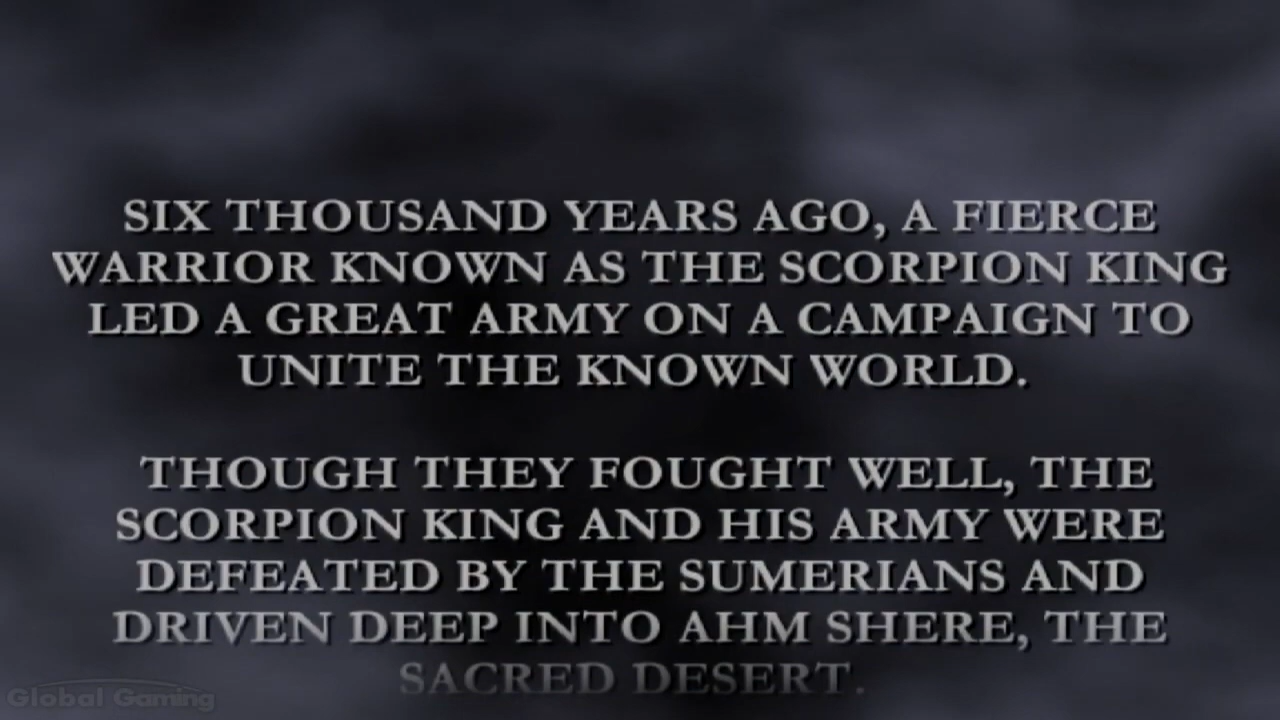 SIX THOUSAND YEARS AGO, A FIERCE
WARRIOR KNOWN AS THE SCORPION KING
LED A GREAT ARMY ON A CAMPAIGN TO
UNITE THE KNOWN WORLD.
THOUGH THEY FOUGHT WELL, THE
SCORPION KING AND HIS ARMY WERE
DEFEATED BY THE SUMERIANS AND
DRIVEN DEEP INTO AHM SHERE, THE
SACRED DESERT.
Global Gaming